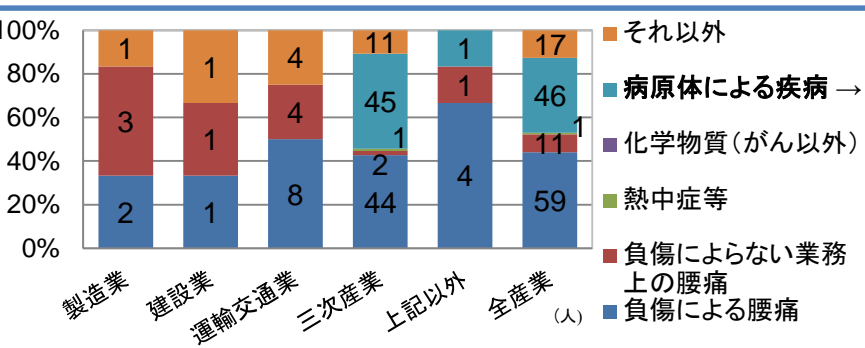 100%
80%
60%
40%
20%
0%
1
3
2
1
1
1
4
4
8
11
45
1
2
44
1
1
4
17
46
1
11
59
製造業
建設業
運輸交通業
三次産業
上記以外
全産業
(人)
それ以外
病原体による疾病 →
化学物質(がん以外)
熱中症等
負傷によらない業務
上の腰痛
負傷による腰痛